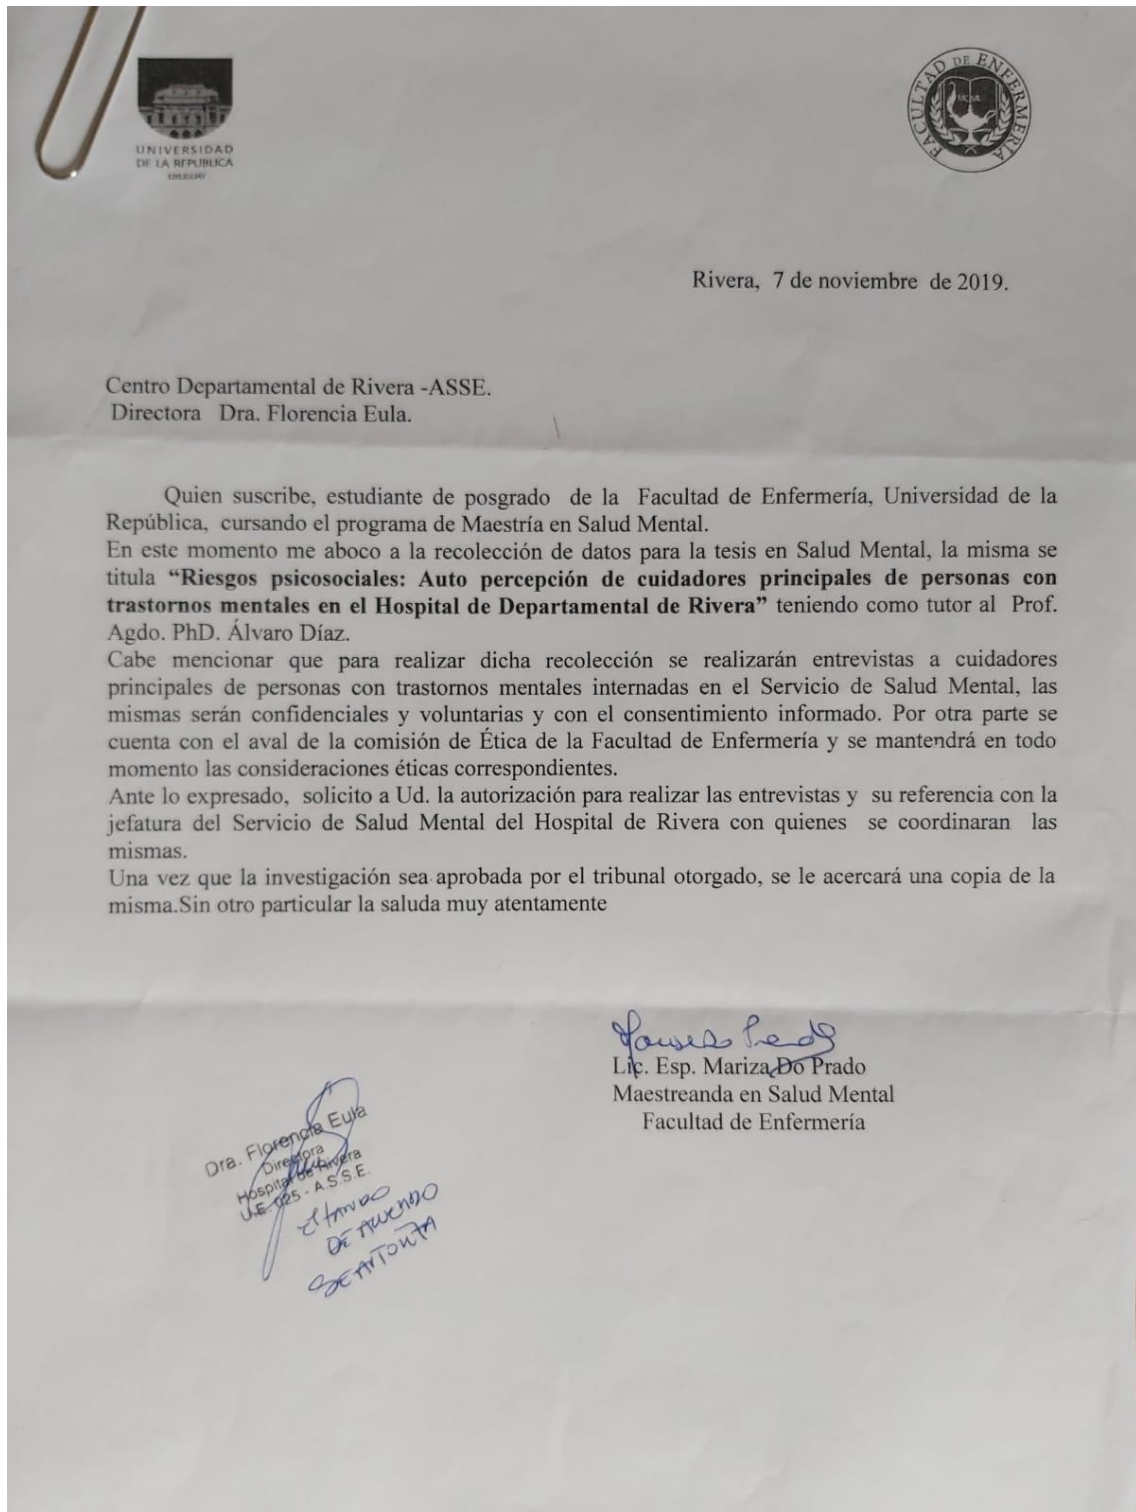 UNIVERSIDAD
DE LA REPUBLICA
URUGUAY
FACULTAD DE ENFERMERÍA
MCML
Rivera, 7 de noviembre de 2019.
Centro Departamental de Rivera -ASSE.
Directora Dra. Florencia Eula.
Quien suscribe, estudiante de posgrado de la Facultad de Enfermería, Universidad de la
República, cursando el programa de Maestría en Salud Mental.
En este momento me aboco a la recolección de datos para la tesis en Salud Mental, la misma se
titula “Riesgos psicosociales: Auto percepción de cuidadores principales de personas con
trastornos mentales en el Hospital de Departamental de Rivera” teniendo como tutor al Prof.
Agdo. PhD. Álvaro Díaz.
Cabe mencionar que para realizar dicha recolección se realizarán entrevistas a cuidadores
principales de personas con trastornos mentales internadas en el Servicio de Salud Mental, las
mismas serán confidenciales y voluntarias y con el consentimiento informado. Por otra parte se
cuenta con el aval de la comisión de Ética de la Facultad de Enfermería y se mantendrá en todo
momento las consideraciones éticas correspondientes.
Ante lo expresado, solicito a Ud. la autorización para realizar las entrevistas y su referencia con la
jefatura del Servicio de Salud Mental del Hospital de Rivera con quienes se coordinaran las
mismas.
Una vez que la investigación sea aprobada por el tribunal otorgado, se le acercará una copia de la
misma.Sin otro particular la saluda muy atentamente
Lic. Esp. Mariza Do Prado
Maestreanda en Salud Mental
Facultad de Enfermería
Dra. Florencia Eula
Directora
Hospital de Rivera
U.E. 025 - A.S.S.E.
ESTANDO
DE ACUERDO
SE AUTORIZA